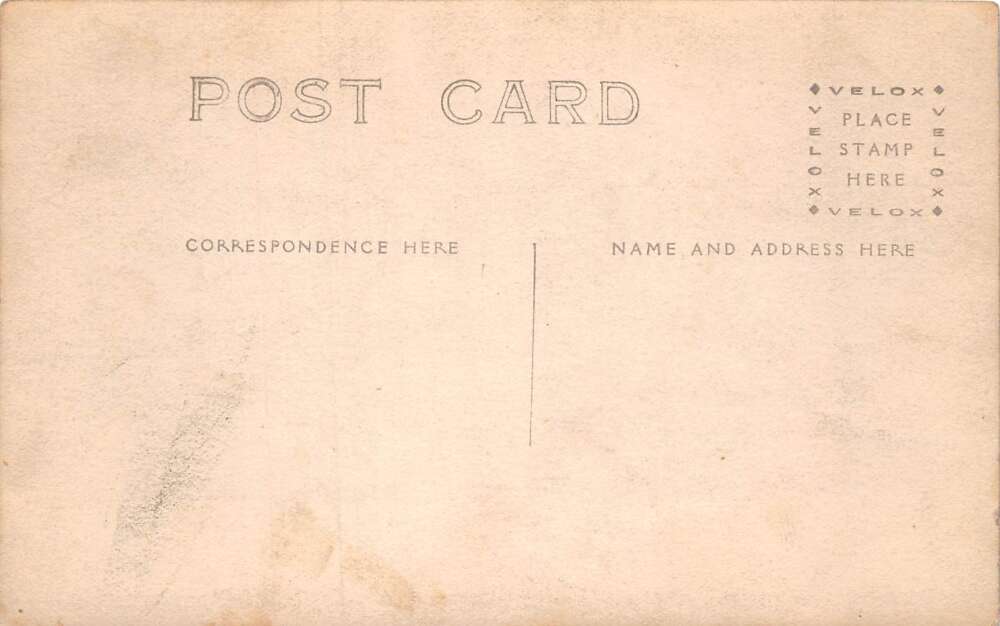 POST CARD
◆ VELOX ◆
VELOX
PLACE
STAMP
HERE
VELOX
◆ VELOX ◆
CORRESPONDENCE HERE
NAME AND ADDRESS HERE